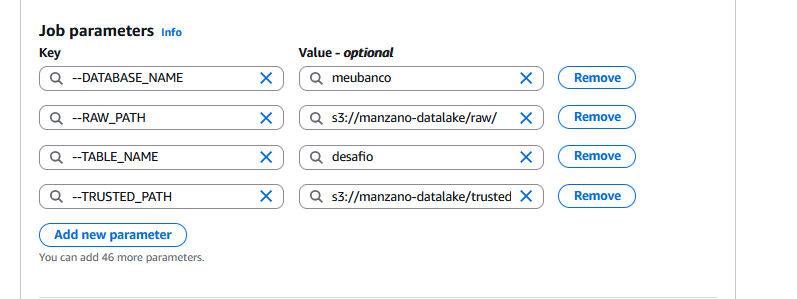 Job parameters Info
Key Value - optional
--DATABASE_NAME meubanco Remove
--RAW_PATH s3://manzano-datalake/raw/ Remove
--TABLE_NAME desafio Remove
--TRUSTED_PATH s3://manzano-datalake/trusted Remove
Add new parameter
You can add 46 more parameters.